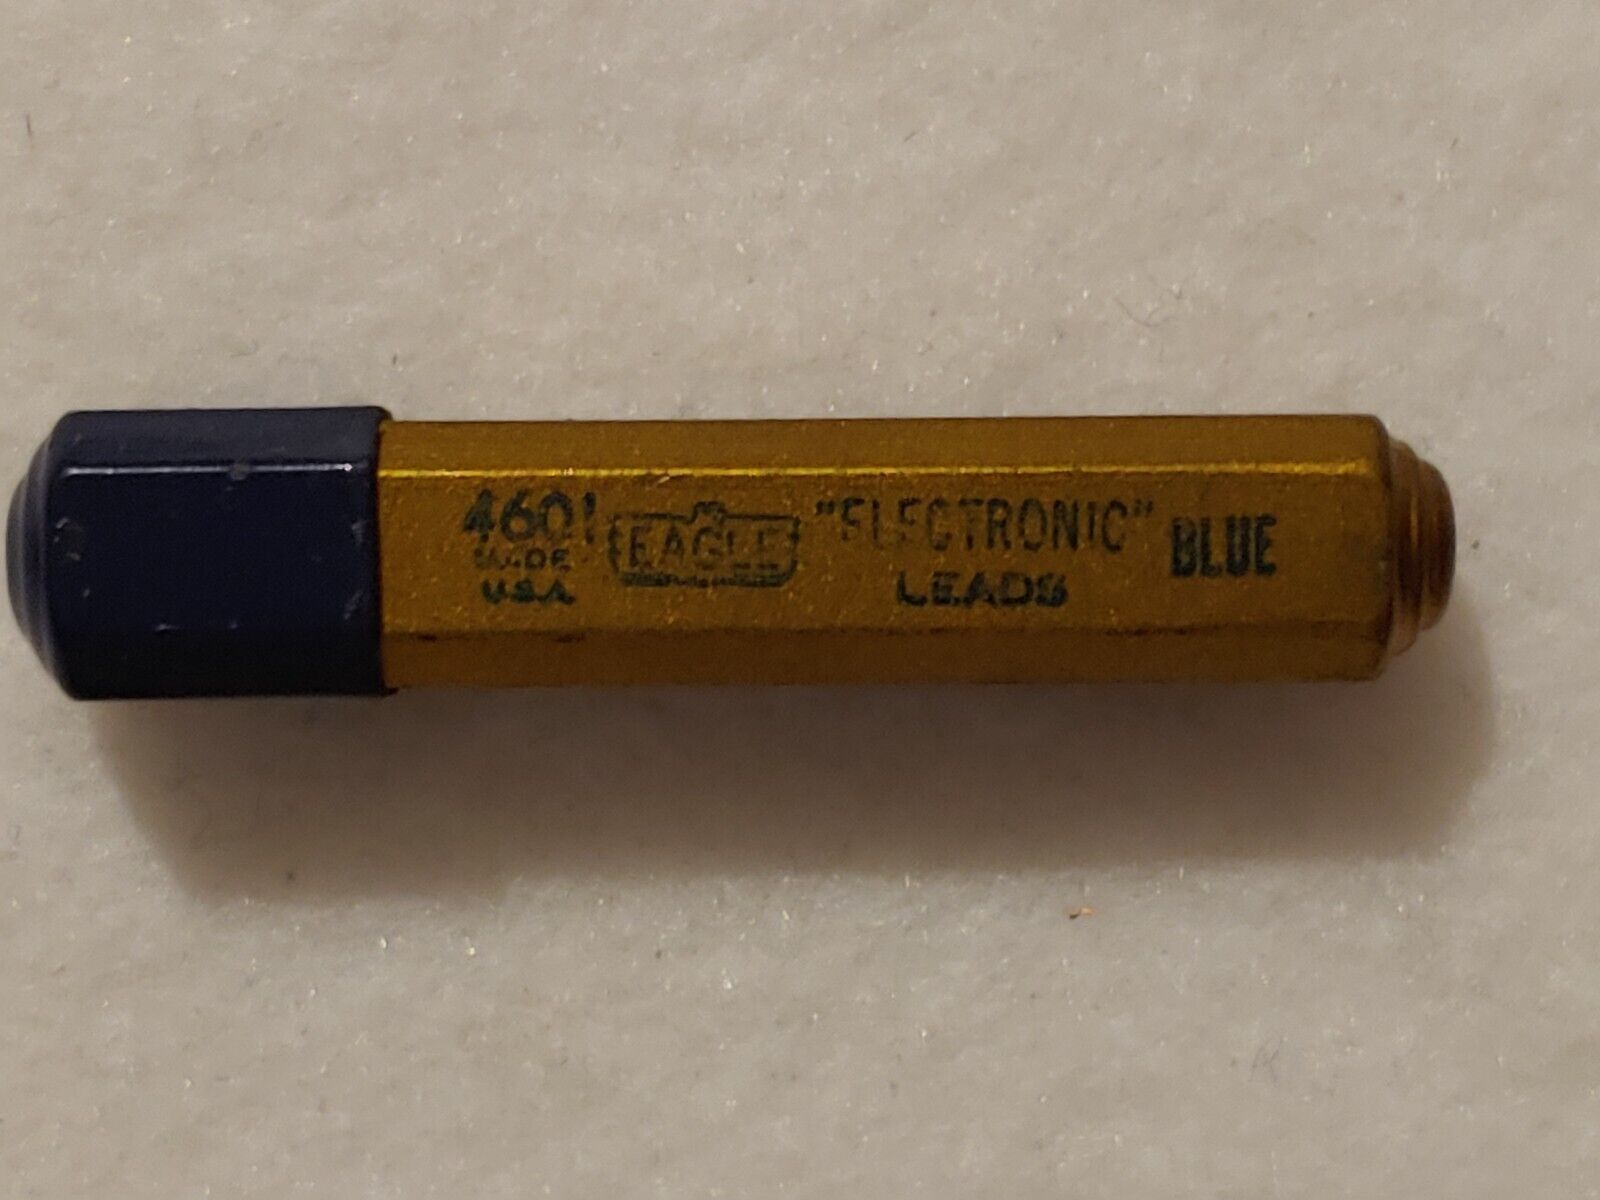 4601
MADE
U.S.A.
EAGLE
"ELECTRONIC"
LEADS
BLUE